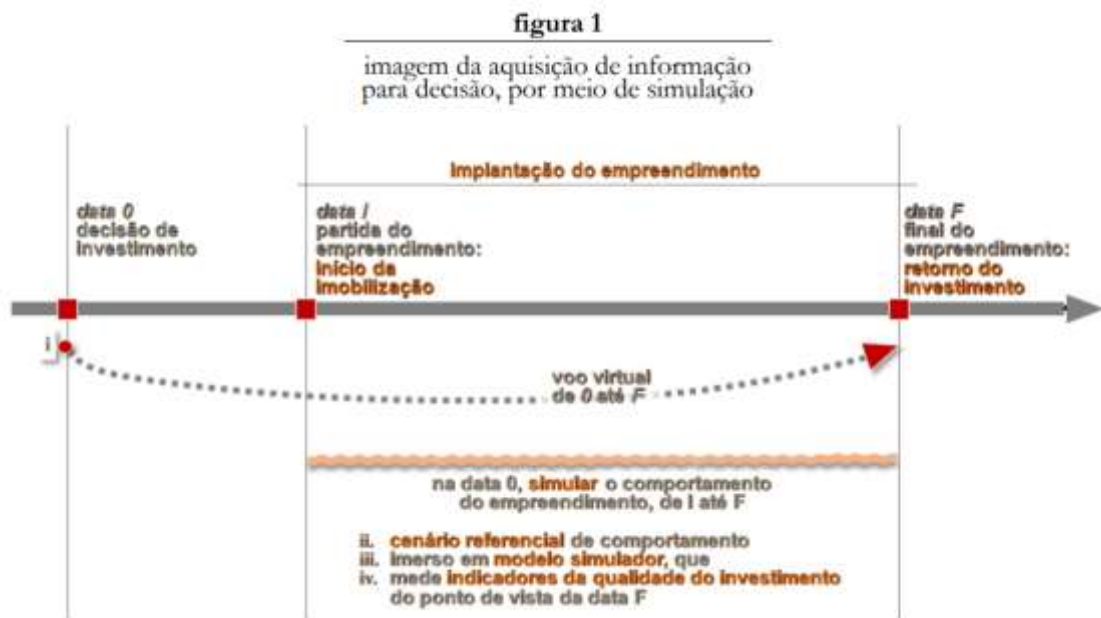 figura 1
imagem da aquisição de informação
para decisão, por meio de simulação
implantação do empreendimento
data 0
decisão de
investimento
data I
partida do
empreendimento:
início da
imobilização
data F
final do
empreendimento:
retorno do
investimento
i
voo virtual
de 0 até F
na data 0, simular o comportamento
do empreendimento, de I até F
ii. cenário referencial de comportamento
iii. imerso em modelo simulador, que
iv. mede indicadores da qualidade do investimento
do ponto de vista da data F